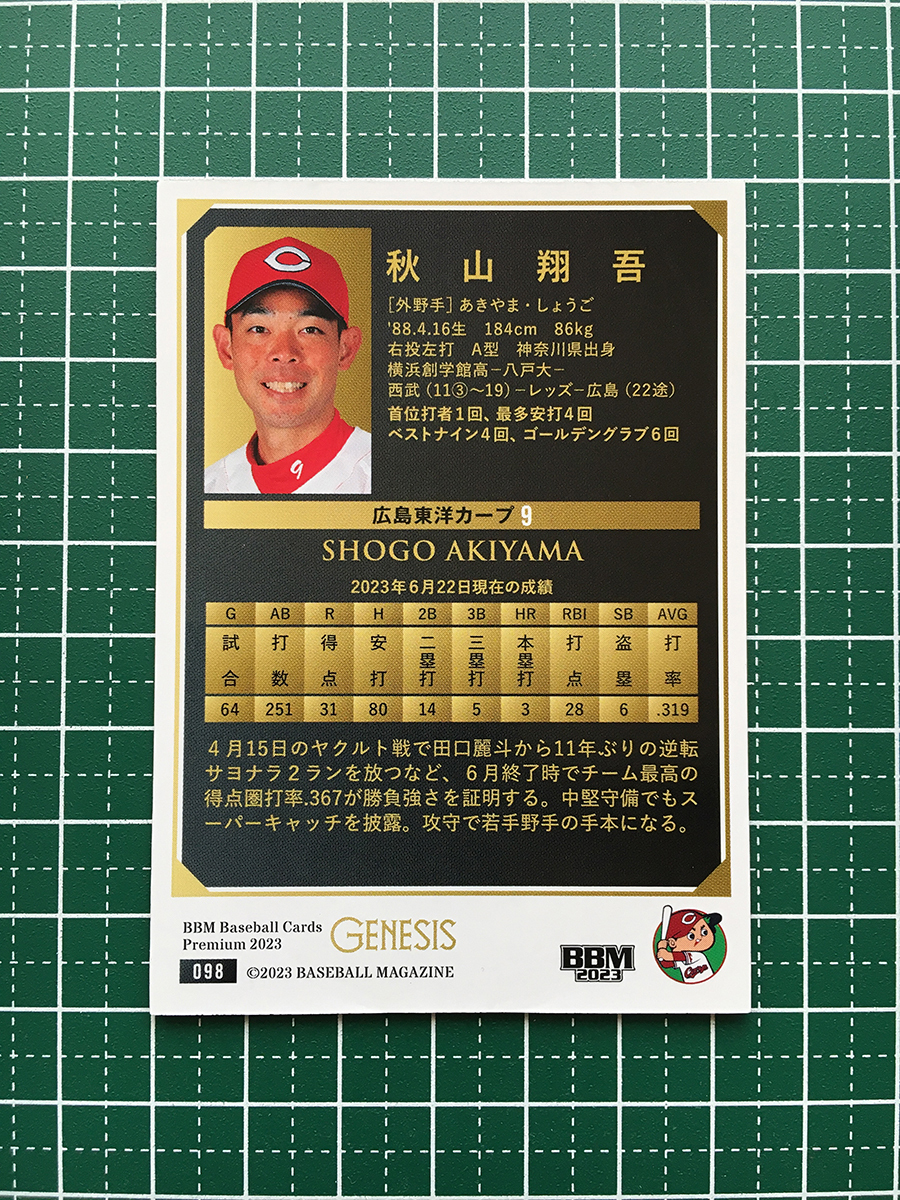 秋山翔吾
[外野手] あきやま・しょうご
'88.4.16生 184cm 86kg
右投左打 A型 神奈川県出身
横浜創学館高－八戸大－
西武（11③〜19）－レッズ－広島（22途）
首位打者1回、最多安打4回
ベストナイン4回、ゴールデングラブ6回
9
広島東洋カープ 9
SHOGO AKIYAMA
2023年6月22日現在の成績
G AB R H 2B 3B HR RBI SB AVG
試合 打数 得点 安打 二塁打 三塁打 本塁打 打点 盗塁 打率
64 251 31 80 14 5 3 28 6 .319
４月15日のヤクルト戦で田口麗斗から11年ぶりの逆転
サヨナラ２ランを放つなど、６月終了時でチーム最高の
得点圏打率.367が勝負強さを証明する。中堅守備でもス
ーパーキャッチを披露。攻守で若手野手の手本になる。
BBM Baseball Cards
Premium 2023
GENESIS
098 ©2023 BASEBALL MAGAZINE
BBM
2023
Carp